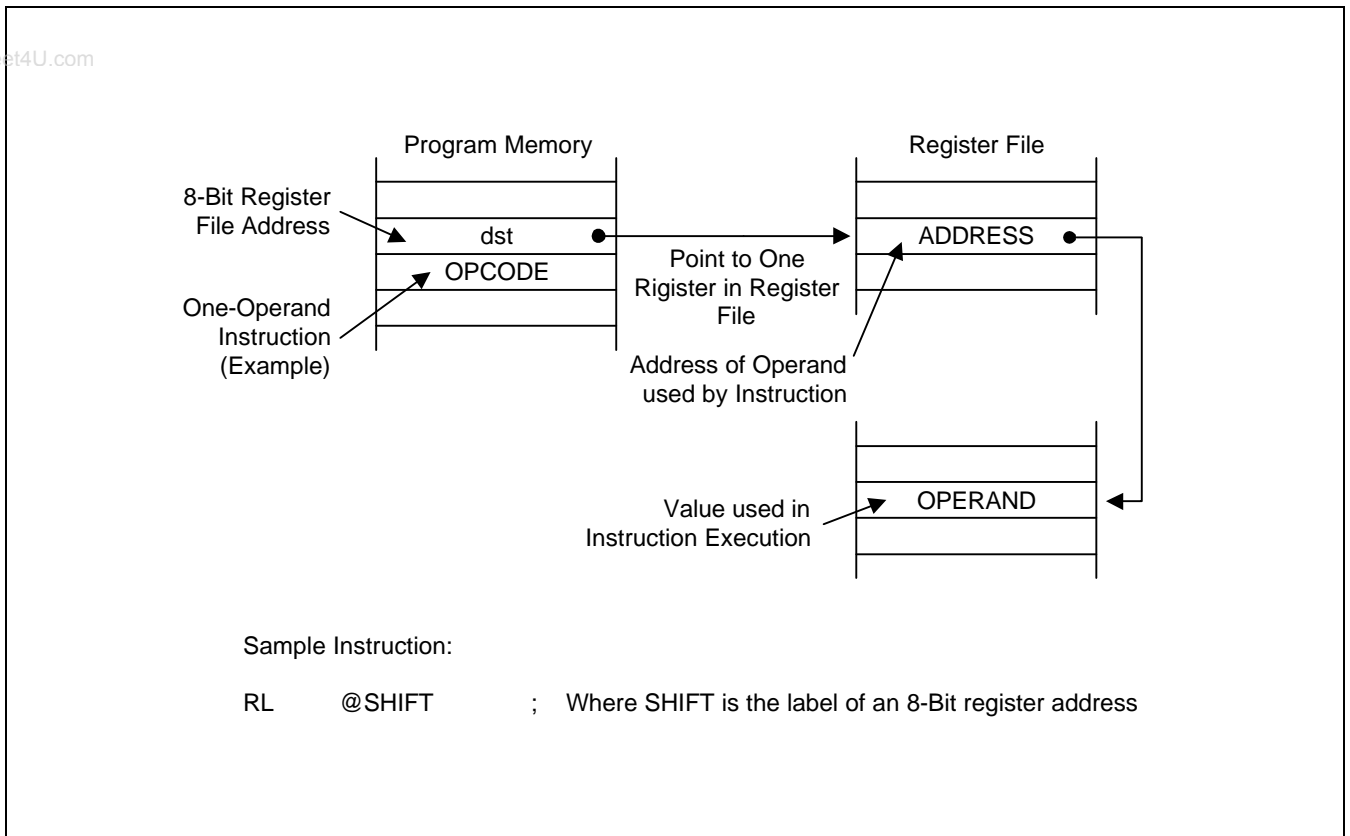 et4U.com
Program Memory
Register File
8-Bit Register
File Address
dst
ADDRESS
OPCODE
Point to One
Rigister in Register
File
One-Operand
Instruction
(Example)
Address of Operand
used by Instruction
OPERAND
Value used in
Instruction Execution
Sample Instruction:
RL @SHIFT ; Where SHIFT is the label of an 8-Bit register address